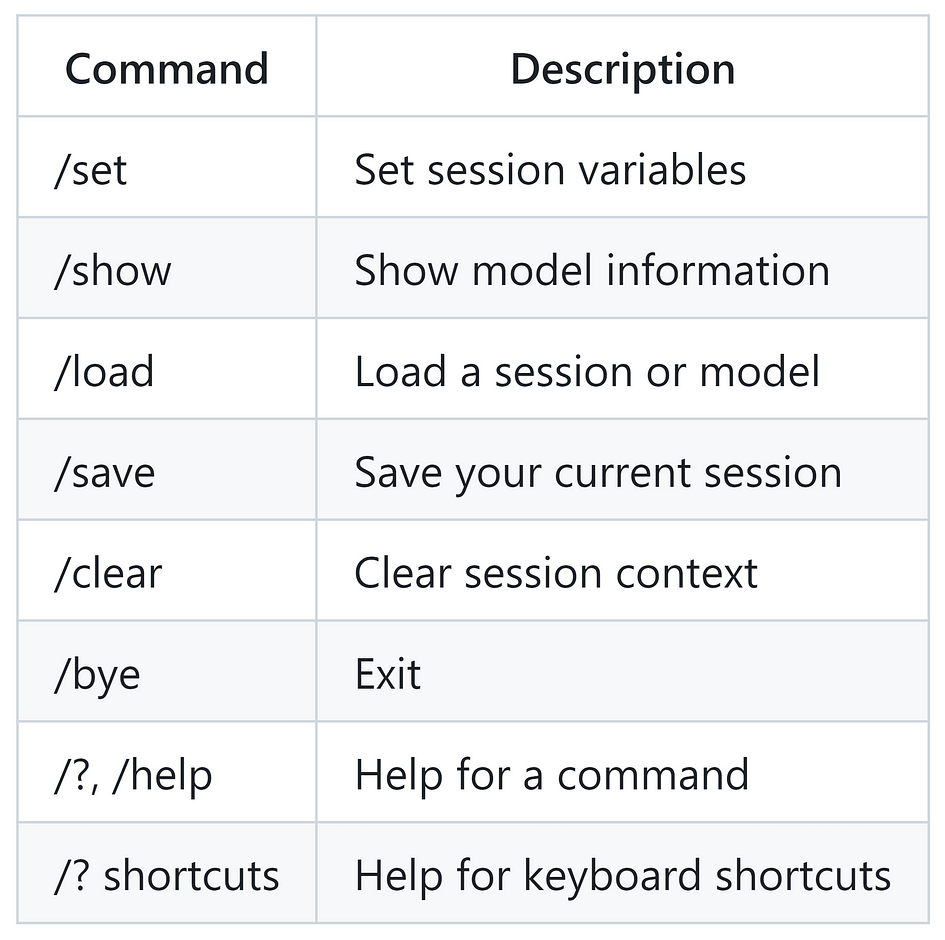 Command Description
/set Set session variables
/show Show model information
/load Load a session or model
/save Save your current session
/clear Clear session context
/bye Exit
/?, /help Help for a command
/? shortcuts Help for keyboard shortcuts